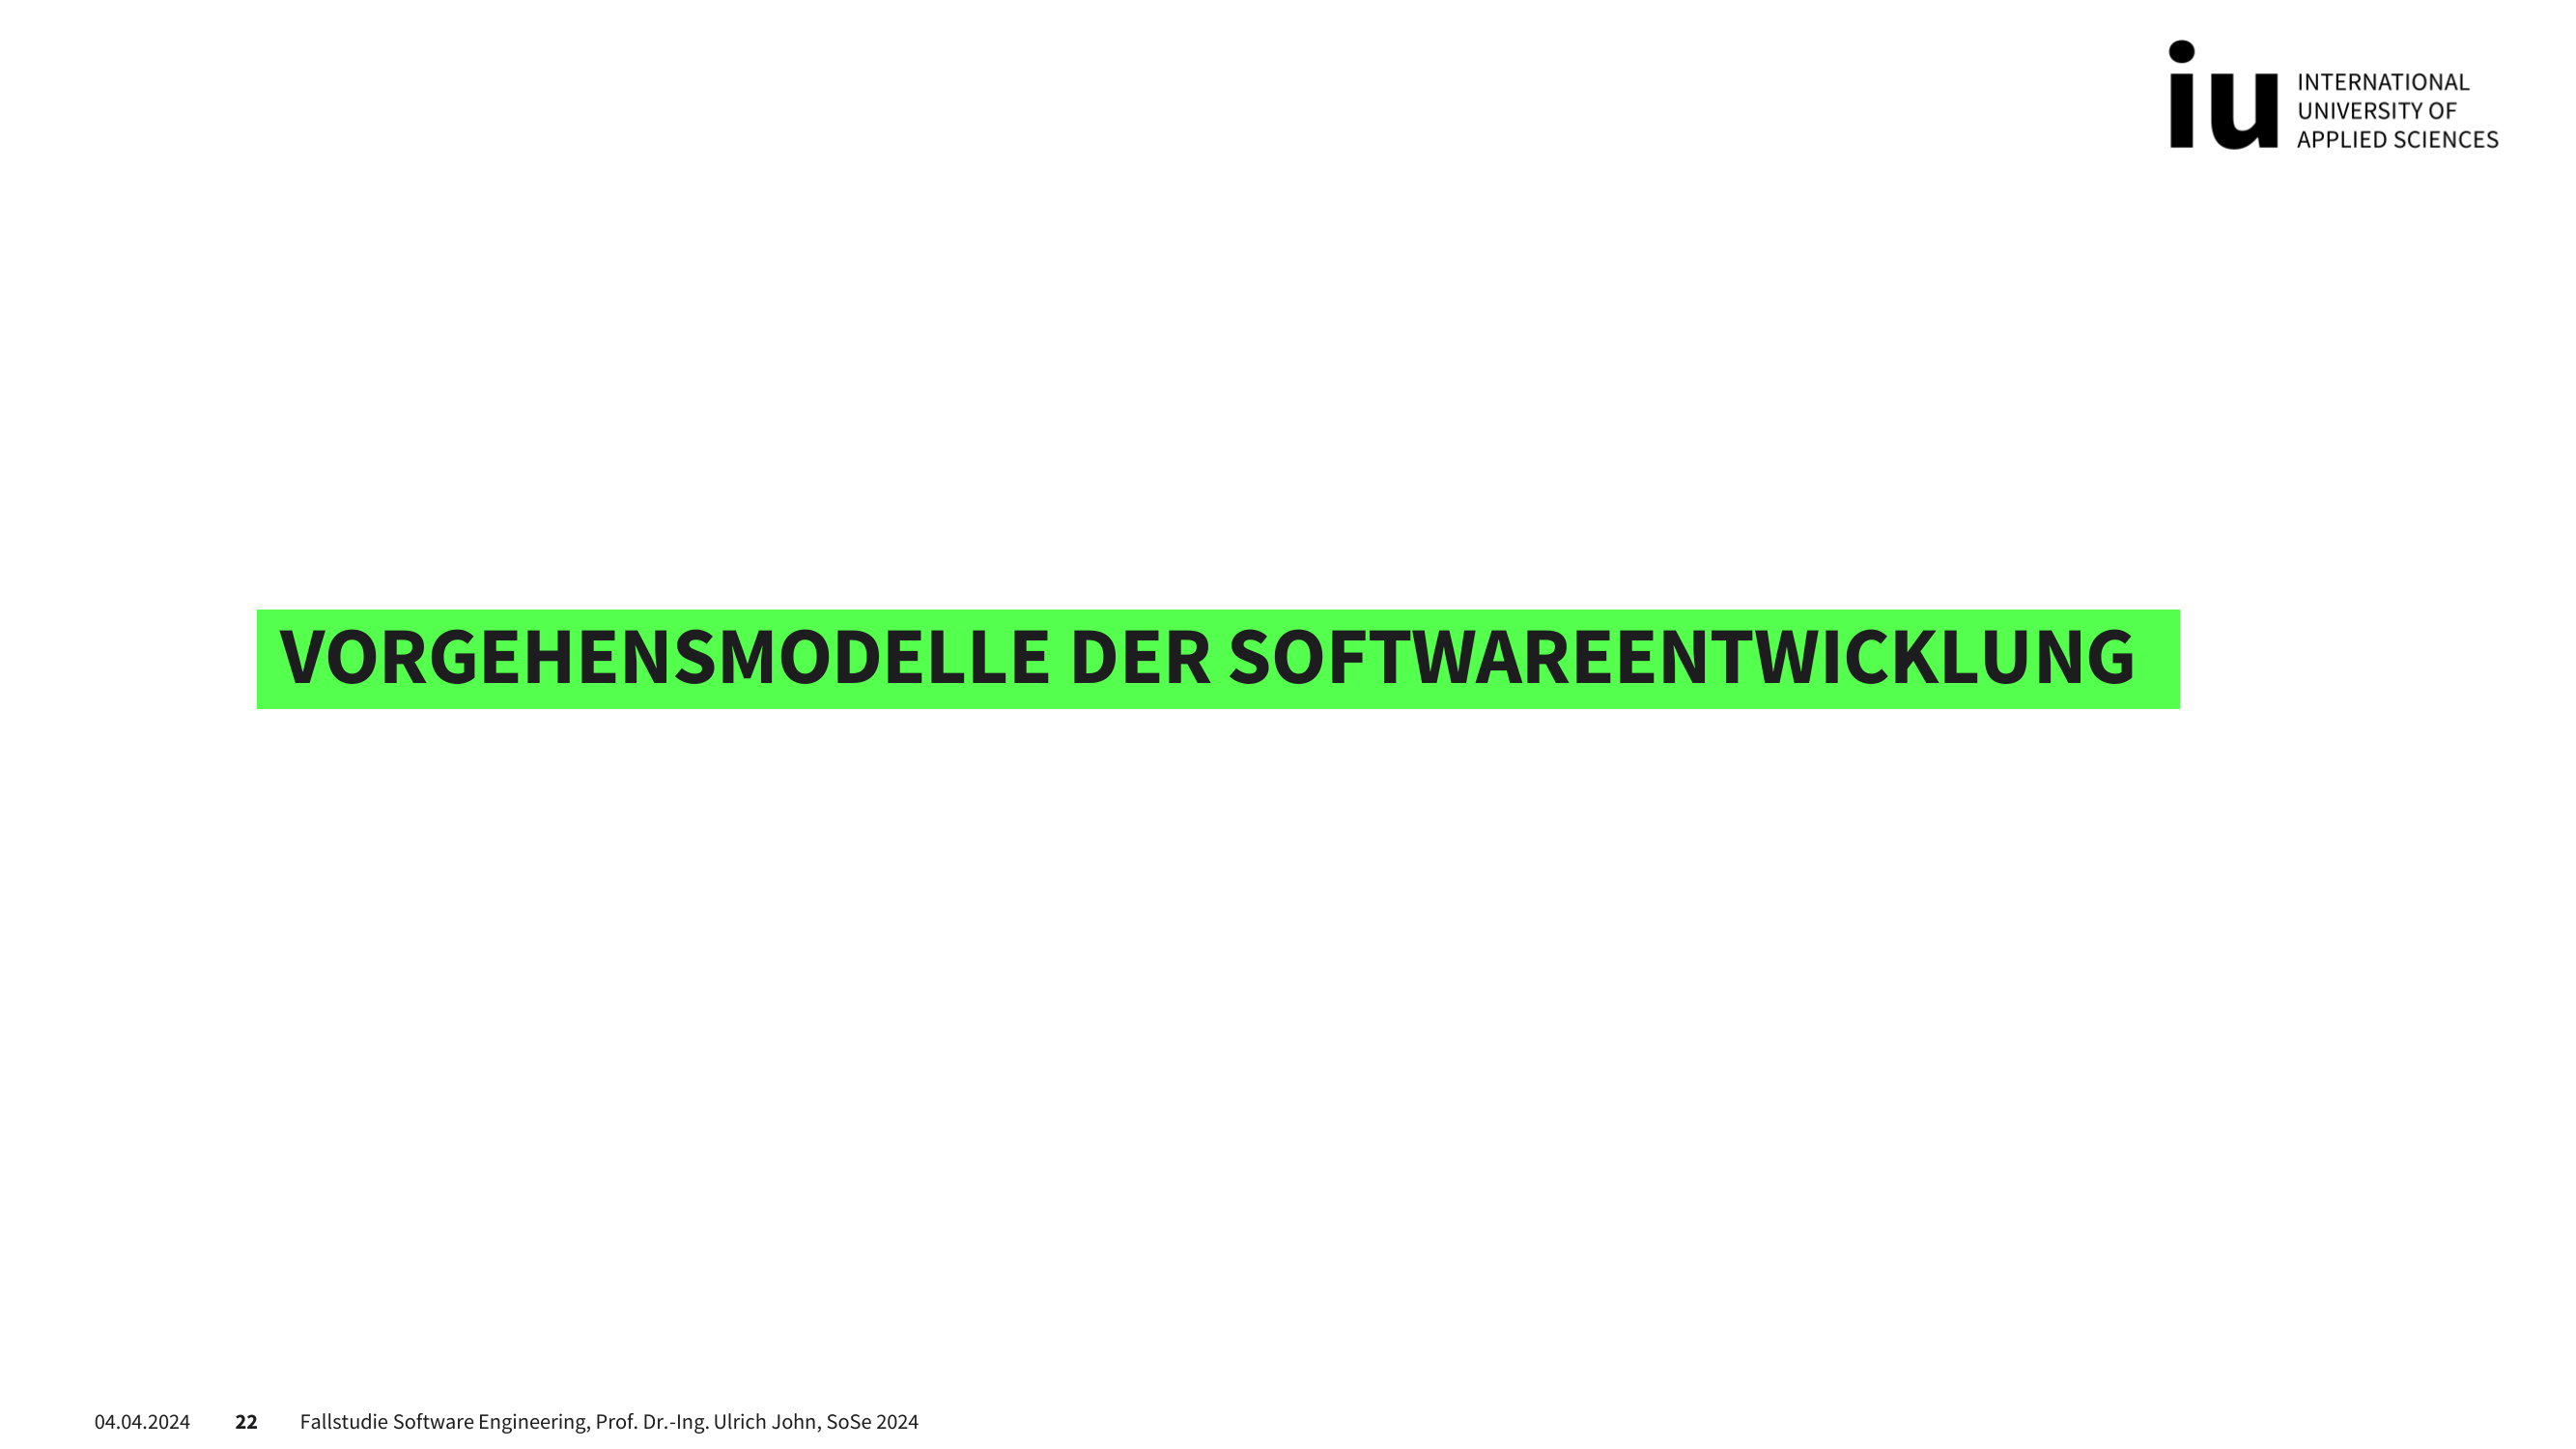 iu
INTERNATIONAL
UNIVERSITY OF
APPLIED SCIENCES
VORGEHENSMODELLE DER SOFTWAREENTWICKLUNG
04.04.2024 22 Fallstudie Software Engineering, Prof. Dr.-Ing. Ulrich John, SoSe 2024